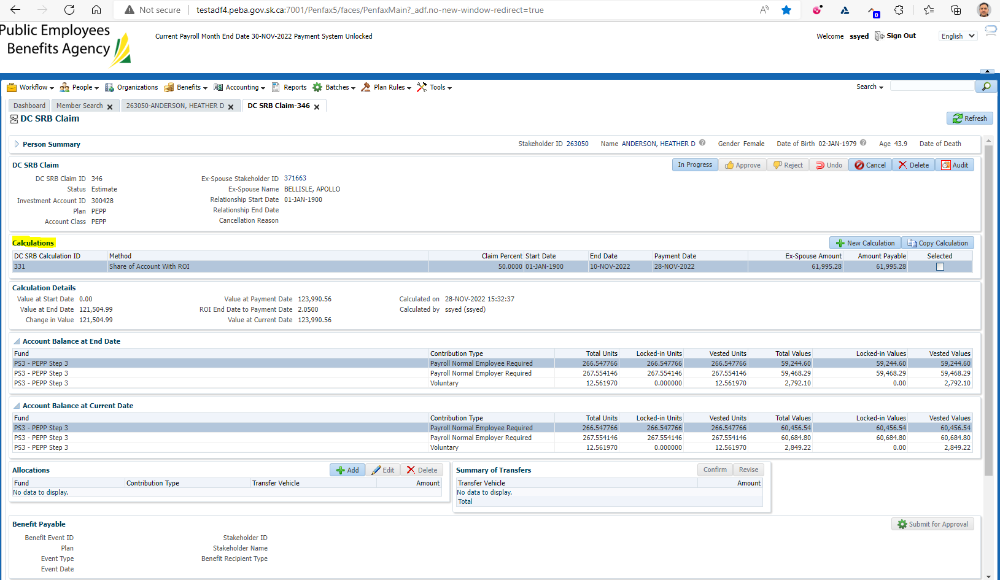 Not secure | testadf4.peba.gov.sk.ca:7001/Penfax5/faces/PenfaxMain?_adf.no-new-window-redirect=true
0
Public Employees
Benefits Agency
Current Payroll Month End Date 30-NOV-2022 Payment System Unlocked
Welcome ssyed Sign Out English
Workflow People Organizations Benefits Accounting Reports Batches Plan Rules Tools Search
Dashboard Member Search 263050-ANDERSON, HEATHER D DC SRB Claim-346
DC SRB Claim Refresh
Person Summary Stakeholder ID 263050 Name ANDERSON, HEATHER D Gender Female Date of Birth 02-JAN-1979 Age 43.9 Date of Death
DC SRB Claim In Progress Approve Reject Undo Cancel Delete Audit
DC SRB Claim ID 346 Ex-Spouse Stakeholder ID 371663
Status Estimate Ex-Spouse Name BELLISLE, APOLLO
Investment Account ID 300428 Relationship Start Date 01-JAN-1900
Plan PEPP Relationship End Date
Account Class PEPP Cancellation Reason
Calculations New Calculation Copy Calculation
DC SRB Calculation ID Method Claim Percent Start Date End Date Payment Date Ex-Spouse Amount Amount Payable Selected
331 Share of Account With ROI 50.0000 01-JAN-1900 10-NOV-2022 28-NOV-2022 61,995.28 61,995.28
Calculation Details
Value at Start Date 0.00 Value at Payment Date 123,990.56 Calculated on 28-NOV-2022 15:32:37
Value at End Date 121,504.99 ROI End Date to Payment Date 2.0500 Calculated by ssyed (ssyed)
Change in Value 121,504.99 Value at Current Date 123,990.56
Account Balance at End Date
Fund Contribution Type Total Units Locked-in Units Vested Units Total Values Locked-in Values Vested Values
PS3 - PEPP Step 3 Payroll Normal Employee Required 266.547766 266.547766 266.547766 59,244.60 59,244.60 59,244.60
PS3 - PEPP Step 3 Payroll Normal Employer Required 267.554146 267.554146 267.554146 59,468.29 59,468.29 59,468.29
PS3 - PEPP Step 3 Voluntary 12.561970 0.000000 12.561970 2,792.10 0.00 2,792.10
Account Balance at Current Date
Fund Contribution Type Total Units Locked-in Units Vested Units Total Values Locked-in Values Vested Values
PS3 - PEPP Step 3 Payroll Normal Employee Required 266.547766 266.547766 266.547766 60,456.54 60,456.54 60,456.54
PS3 - PEPP Step 3 Payroll Normal Employer Required 267.554146 267.554146 267.554146 60,684.80 60,684.80 60,684.80
PS3 - PEPP Step 3 Voluntary 12.561970 0.000000 12.561970 2,849.22 0.00 2,849.22
Allocations Add Edit Delete
Fund Contribution Type Transfer Vehicle Amount
No data to display.
Summary of Transfers Confirm Revise
Transfer Vehicle Amount
No data to display.
Total
Benefit Payable Submit for Approval
Benefit Event ID Stakeholder ID
Plan Stakeholder Name
Event Type Benefit Recipient Type
Event Date